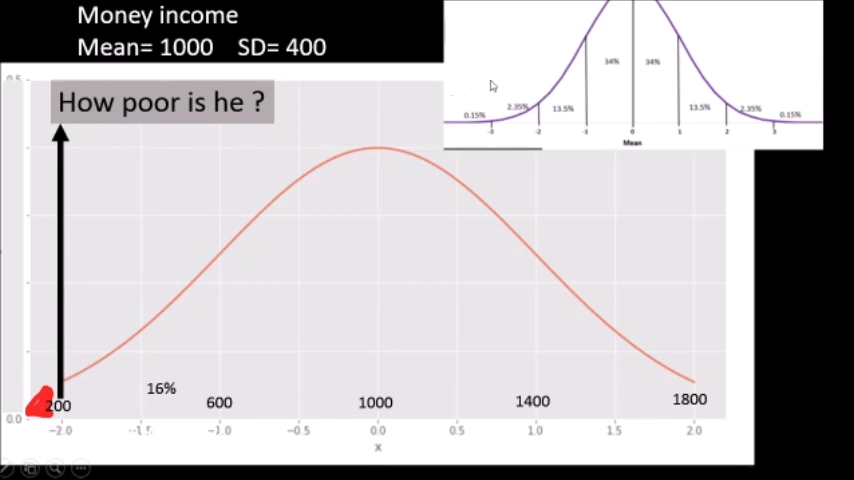 Money income
Mean= 1000 SD= 400
34% 34%
0.15% 2.35% 13.5% 13.5% 2.35% 0.15%
-3 -2 -1 0 1 2 3
Mean
How poor is he ?
16%
200 600 1000 1400 1800
0.0
-2.0 -1.0 -0.5 0.0 0.5 1.0 1.5 2.0
x